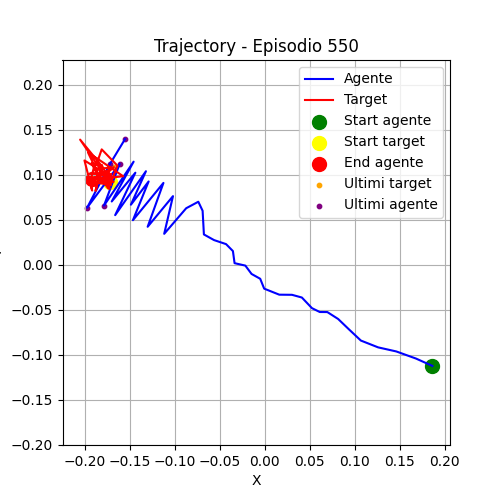 Trajectory - Episodio 550
Agente
Target
Start agente
Start target
End agente
Ultimi target
Ultimi agente
0.20
0.15
0.10
0.05
0.00
−0.05
−0.10
−0.15
−0.20
−0.20 −0.15 −0.10 −0.05 0.00 0.05 0.10 0.15 0.20
X